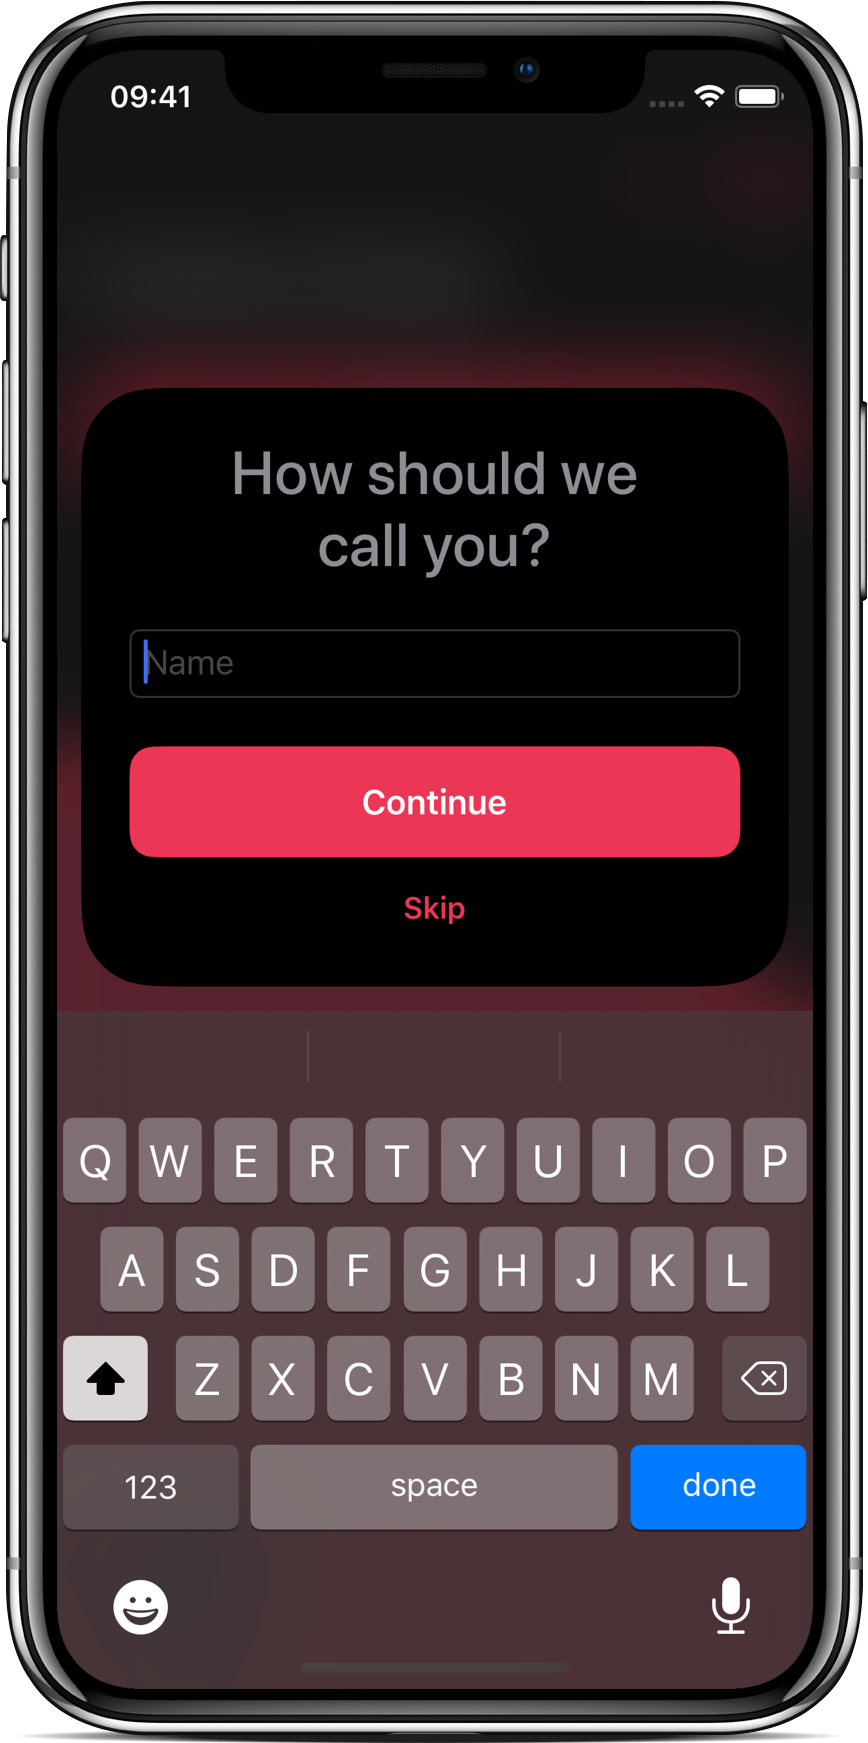 09:41
How should we
call you?
Name
Continue
Skip
Q W E R T Y U I O P
A S D F G H J K L
Z X C V B N M
123 space done